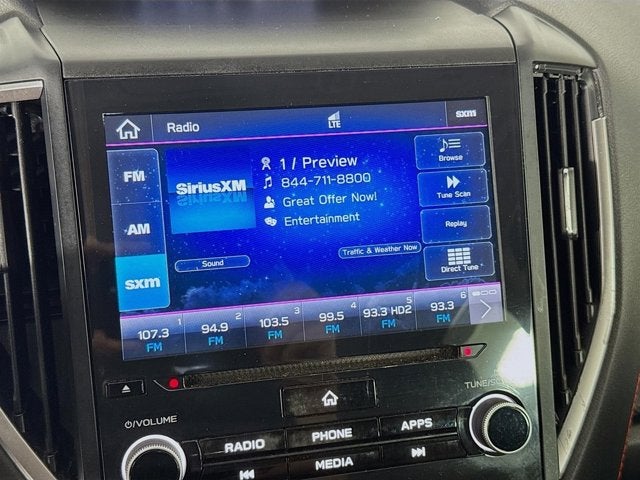 Radio
LTE
sxm
FM
AM
sxm
SiriusXM
1 / Preview
844-711-8800
Great Offer Now!
Entertainment
Sound
Traffic & Weather Now
Browse
Tune Scan
Replay
Direct Tune
1 2 3 4 5 6
107.3 94.9 103.5 99.5 93.3 HD2 93.3
FM FM FM FM FM FM
/VOLUME
RADIO PHONE APPS
MEDIA